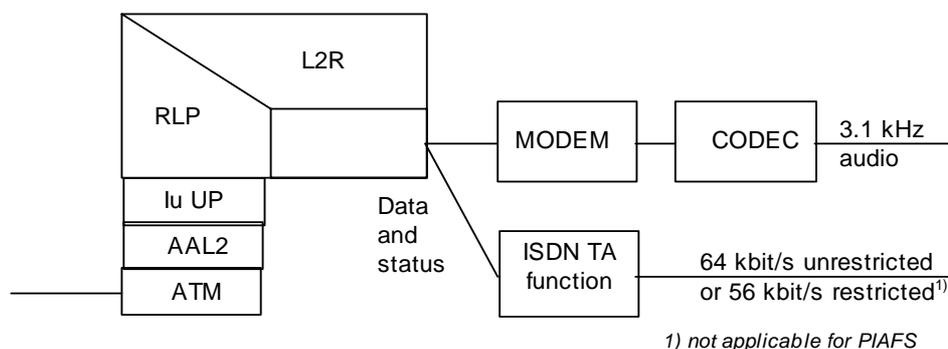 L2R
RLP
MODEM
CODEC
3.1 kHz
audio
Iu UP
AAL2
ATM
Data
and
status
ISDN TA
function
64 kbit/s unrestricted
or 56 kbit/s restricted1)
1) not applicable for PIAFS